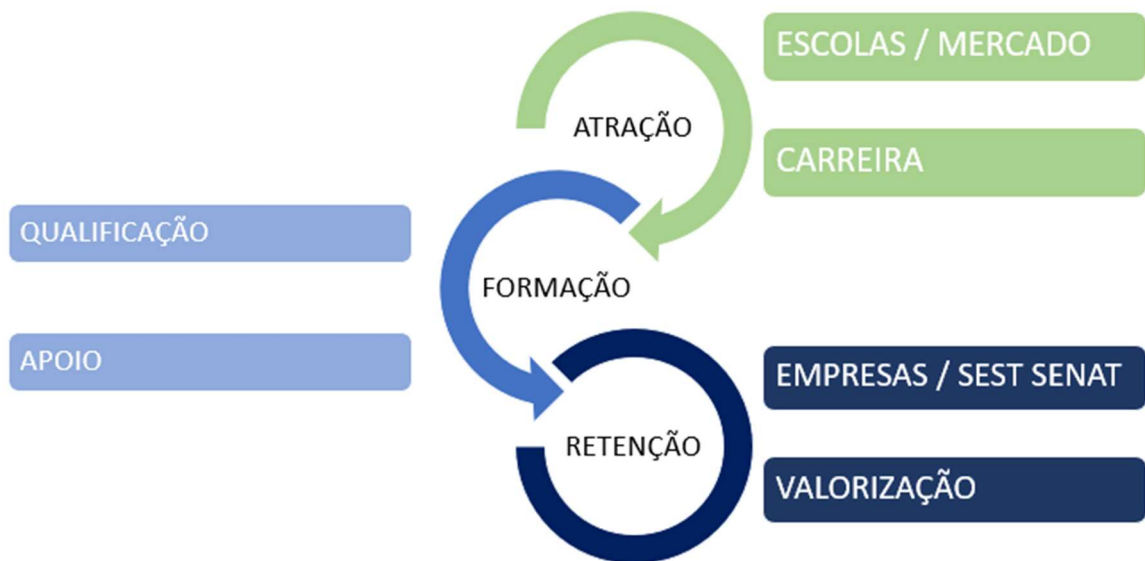 ESCOLAS / MERCADO
ATRAÇÃO
CARREIRA
QUALIFICAÇÃO
FORMAÇÃO
APOIO
EMPRESAS / SEST SENAT
RETENÇÃO
VALORIZAÇÃO